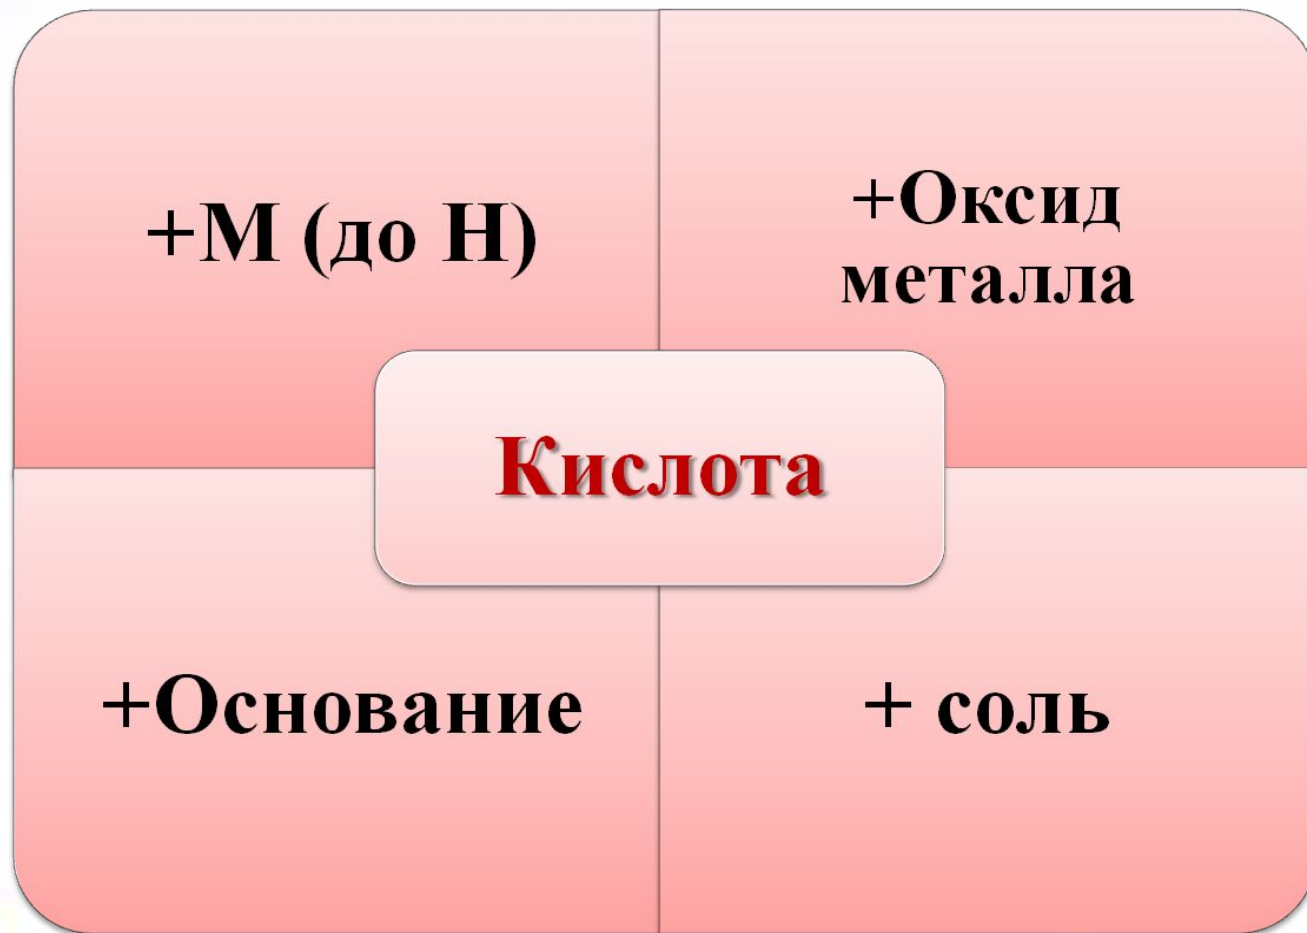 +М (до Н)
+Оксид
металла
Кислота
+Основание
+ соль